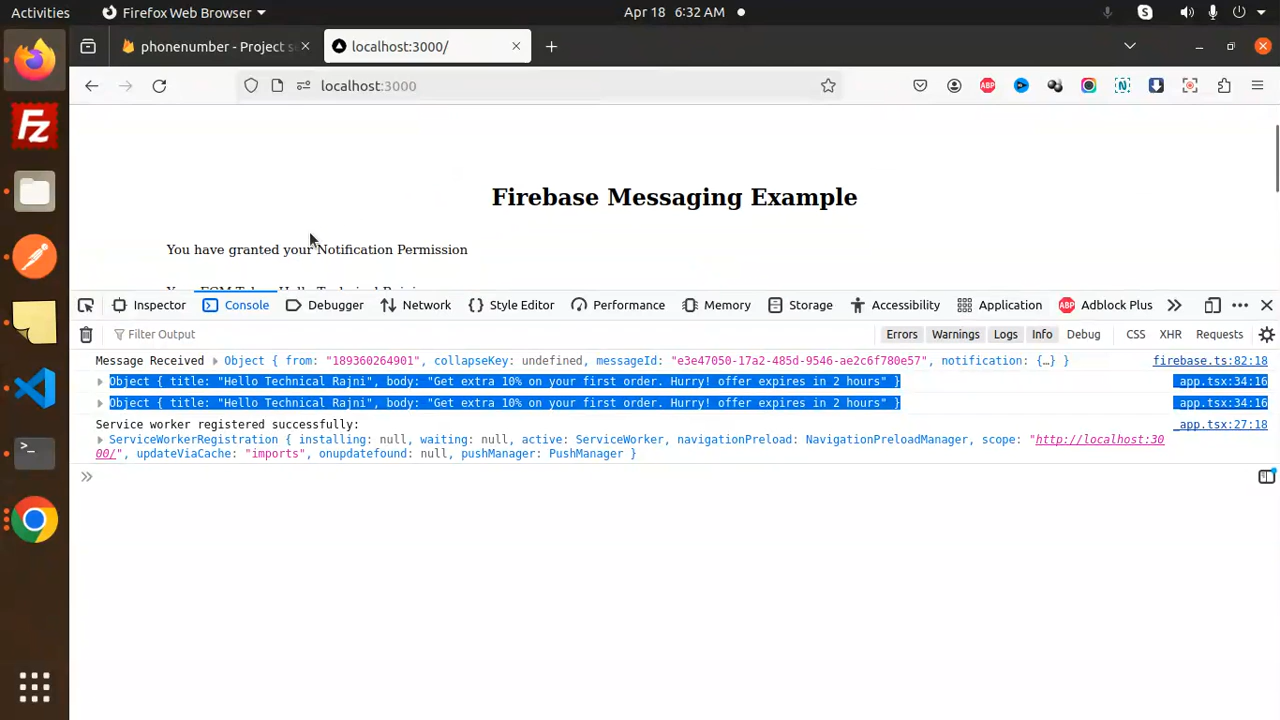 Activities
Firefox Web Browser
Apr 18 6:32 AM
phonenumber - Project se
localhost:3000/
localhost:3000
Firebase Messaging Example
You have granted your Notification Permission
Inspector
Console
Debugger
Network
Style Editor
Performance
Memory
Storage
Accessibility
Application
ABP Adblock Plus
Filter Output
Errors
Warnings
Logs
Info
Debug
CSS
XHR
Requests
Message Received Object { from: "189360264901", collapseKey: undefined, messageId: "e3e47050-17a2-485d-9546-ae2c6f780e57", notification: {…} } firebase.ts:82:18
Object { title: "Hello Technical Rajni", body: "Get extra 10% on your first order. Hurry! offer expires in 2 hours" } _app.tsx:34:16
Object { title: "Hello Technical Rajni", body: "Get extra 10% on your first order. Hurry! offer expires in 2 hours" } _app.tsx:34:16
Service worker registered successfully: _app.tsx:27:18
ServiceWorkerRegistration { installing: null, waiting: null, active: ServiceWorker, navigationPreload: NavigationPreloadManager, scope: "http://localhost:30
00/", updateViaCache: "imports", onupdatefound: null, pushManager: PushManager }